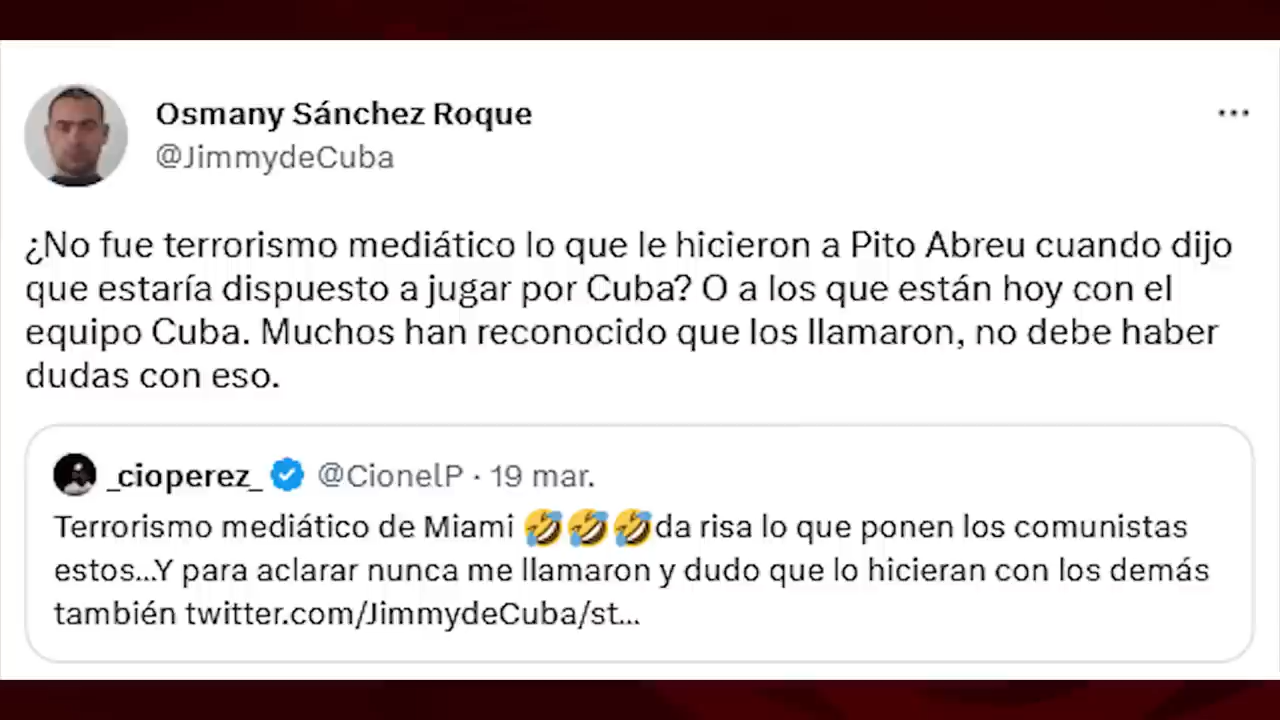 Osmany Sánchez Roque
@JimmydeCuba
¿No fue terrorismo mediático lo que le hicieron a Pito Abreu cuando dijo
que estaría dispuesto a jugar por Cuba? O a los que están hoy con el
equipo Cuba. Muchos han reconocido que los llamaron, no debe haber
dudas con eso.
_cioperez_ @CionelP · 19 mar.
Terrorismo mediático de Miami 🤣🤣🤣da risa lo que ponen los comunistas
estos...Y para aclarar nunca me llamaron y dudo que lo hicieran con los demás
también twitter.com/JimmydeCuba/st...